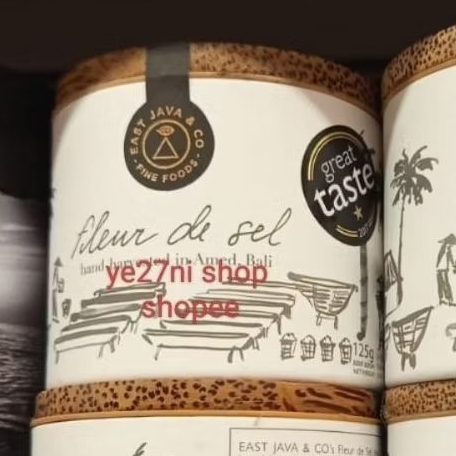 EAST JAVA & CO
FINE FOODS
great
taste
fleur de sel
hand harvested in Amed, Bali
ye27ni shop
shopee
125g
EAST JAVA & CO's Fleur de Sel